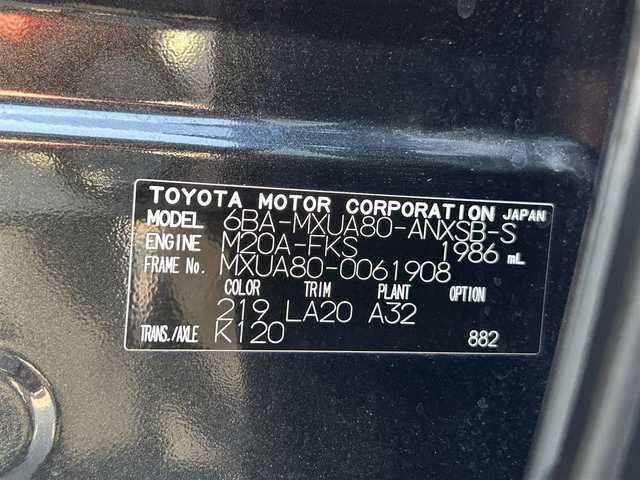 TOYOTA MOTOR CORPORATION JAPAN
MODEL 6BA-MXUA80-ANXSB-S
ENGINE M20A-FKS 1986 mL
FRAME No. MXUA80-0061908
COLOR TRIM PLANT OPTION
219 LA20 A32
TRANS./AXLE K120 882